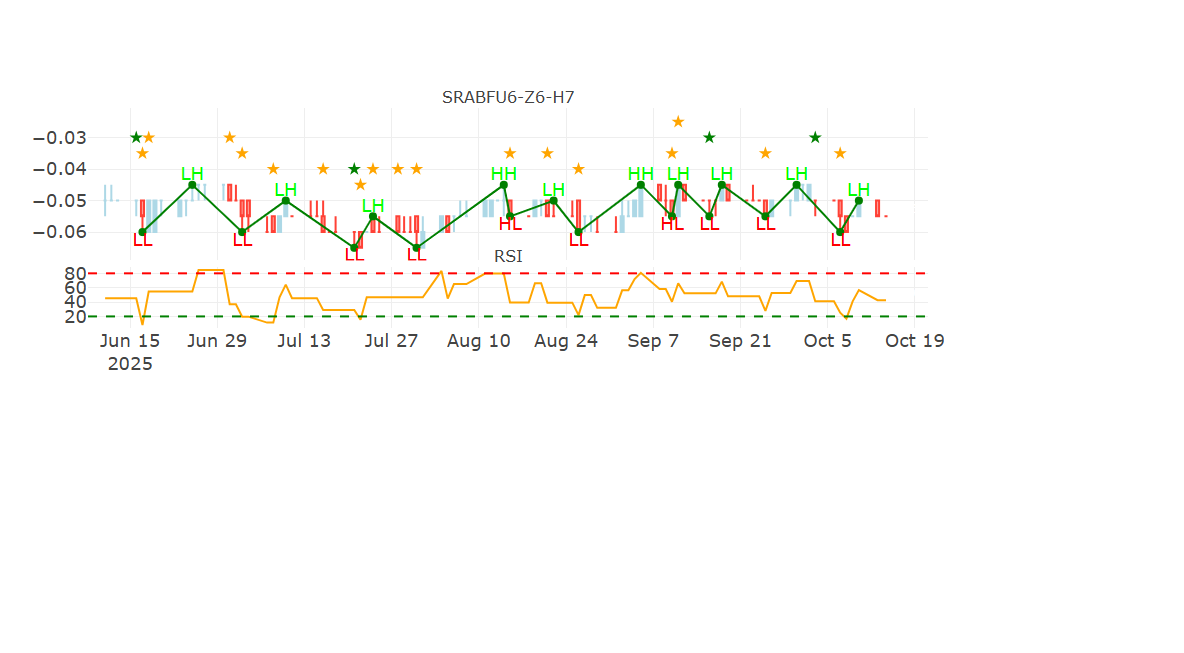 SRABFU6-Z6-H7
−0.03
−0.04
−0.05
−0.06
LL
LH
LL
LH
LL
LH
LL
HH
HL
LH
LL
HH
HL
LH
LL
LH
LL
LH
LL
LH
RSI
80
60
40
20
Jun 15 Jun 29 Jul 13 Jul 27 Aug 10 Aug 24 Sep 7 Sep 21 Oct 5 Oct 19
2025